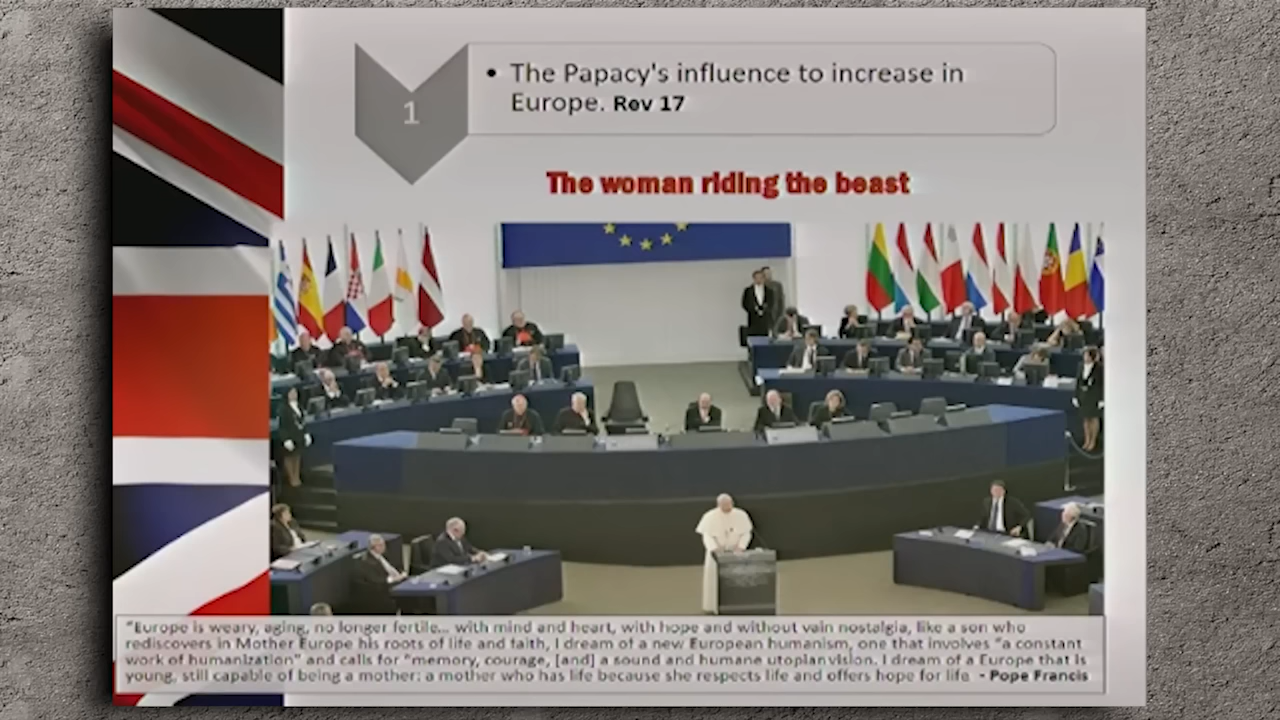 1
• The Papacy's influence to increase in
Europe. Rev 17
The woman riding the beast
"Europe is weary, aging, no longer fertile... with mind and heart, with hope and without vain nostalgia, like a son who
rediscovers in Mother Europe his roots of life and faith, I dream of a new European humanism, one that involves "a constant
work of humanization" and calls for "memory, courage, [and] a sound and humane utopian vision. I dream of a Europe that is
young, still capable of being a mother: a mother who has life because she respects life and offers hope for life - Pope Francis